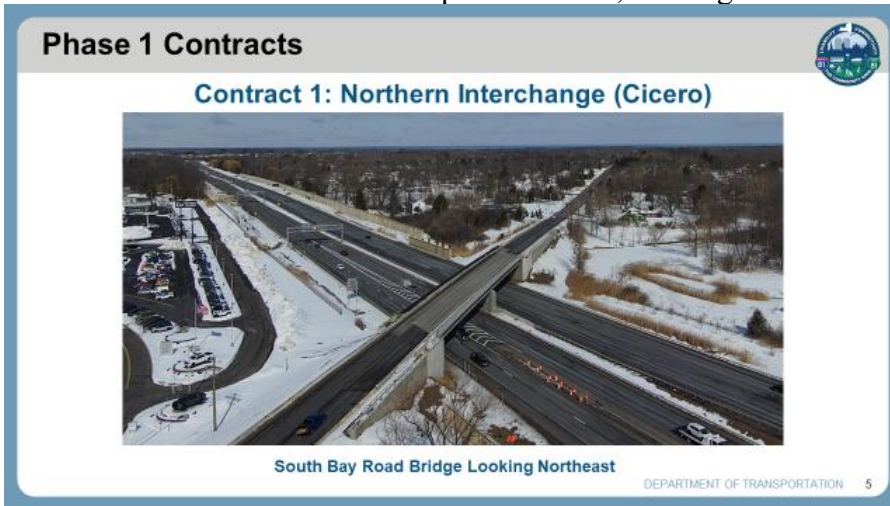 Phase 1 Contracts
Contract 1: Northern Interchange (Cicero)
South Bay Road Bridge Looking Northeast
DEPARTMENT OF TRANSPORTATION 5